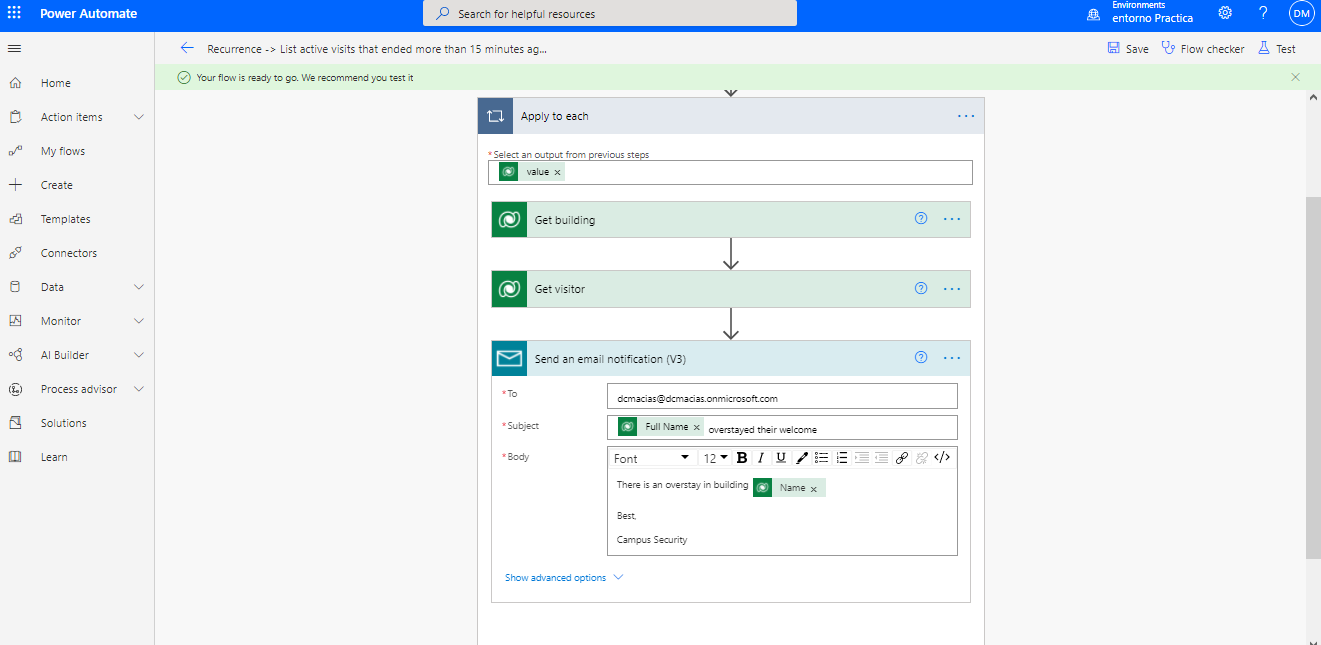 Power Automate
Search for helpful resources
Environments
entorno Practica
?
DM
Recurrence -> List active visits that ended more than 15 minutes ag...
Save
Flow checker
Test
Your flow is ready to go. We recommend you test it
Home
Action items
My flows
Create
Templates
Connectors
Data
Monitor
AI Builder
Process advisor
Solutions
Learn
Apply to each
...
*Select an output from previous steps
value ×
Get building
? ...
Get visitor
? ...
Send an email notification (V3)
? ...
*To
dcmacias@dcmacias.onmicrosoft.com
*Subject
Full Name × overstayed their welcome
*Body
Font 12 B I U </>
There is an overstay in building Name ×
Best,
Campus Security
Show advanced options